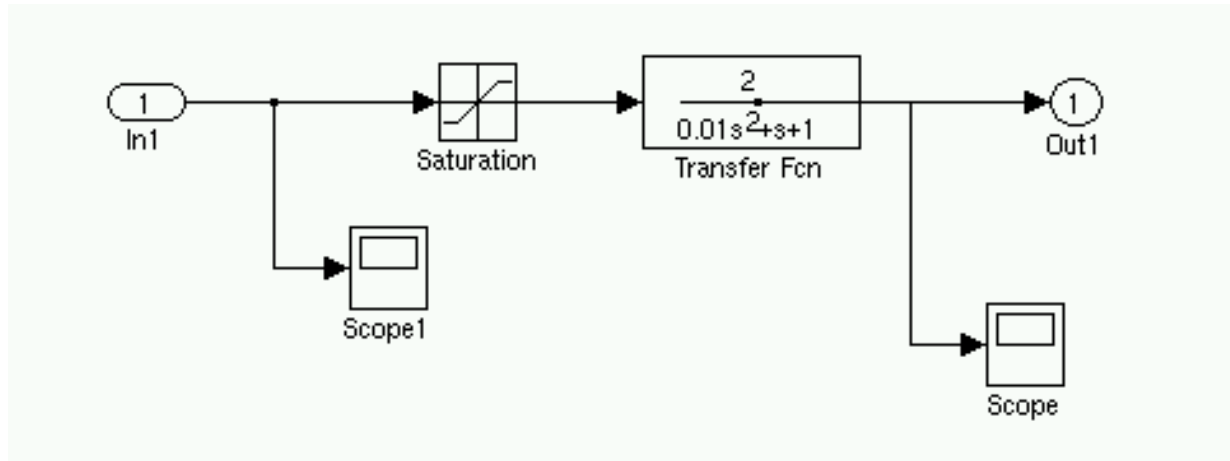 1
In1
Saturation
2
0.01s²+s+1
Transfer Fcn
1
Out1
Scope1
Scope